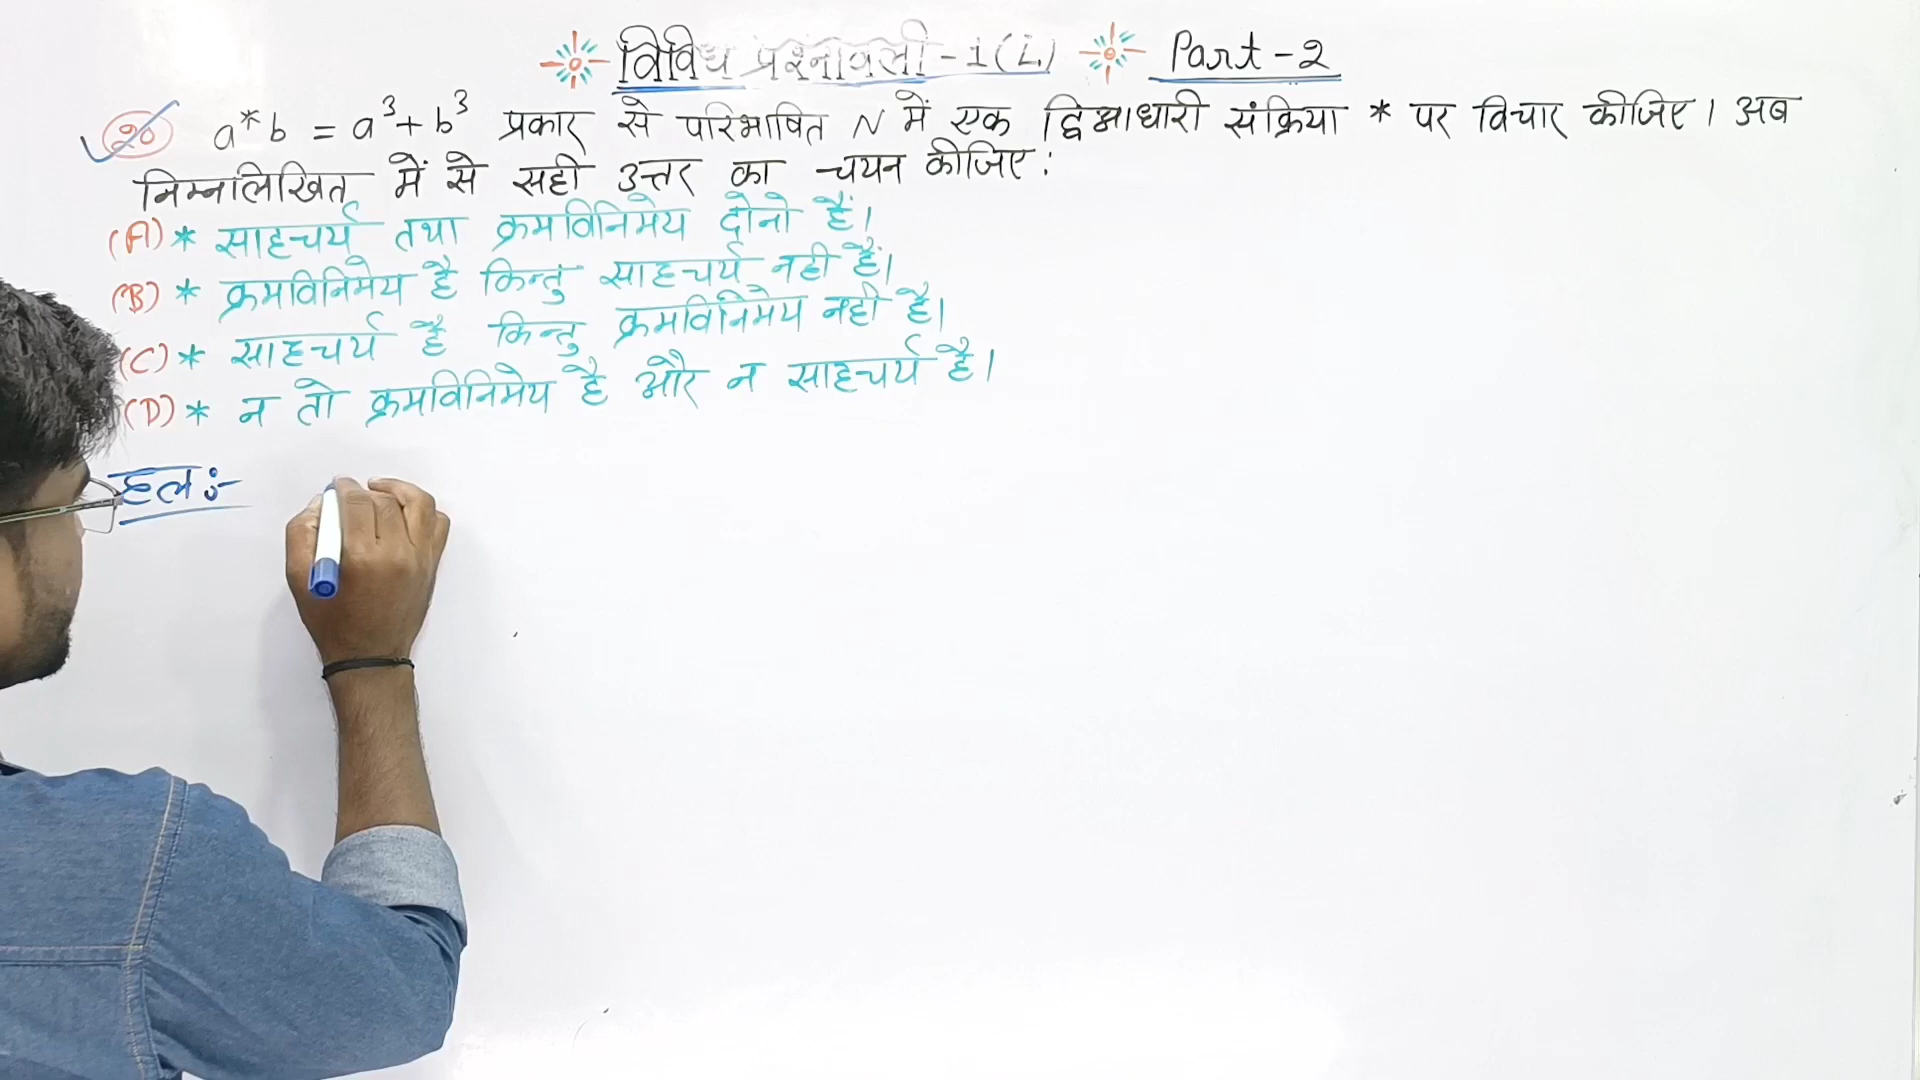 विविध प्रश्नावली-1(L) Part-2
20 a*b = a³+b³ प्रकार से परिभाषित N में एक द्विआधारी संक्रिया * पर विचार कीजिए। अब
निम्नलिखित में से सही उत्तर का चयन कीजिए:
(A) * साहचर्य तथा क्रमविनिमेय दोनो हैं।
(B) * क्रमविनिमेय है किन्तु साहचर्य नही हैं।
(C) * साहचर्य है किन्तु क्रमविनिमेय नही है।
(D) * न तो क्रमविनिमेय है और न साहचर्य है।
हल:-